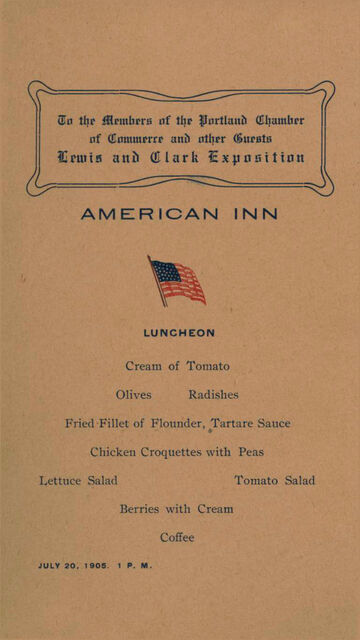 To the Members of the Portland Chamber
of Commerce and other Guests
Lewis and Clark Exposition
AMERICAN INN
LUNCHEON
Cream of Tomato
Olives Radishes
Fried Fillet of Flounder, Tartare Sauce
Chicken Croquettes with Peas
Lettuce Salad Tomato Salad
Berries with Cream
Coffee
JULY 20, 1905. 1 P. M.